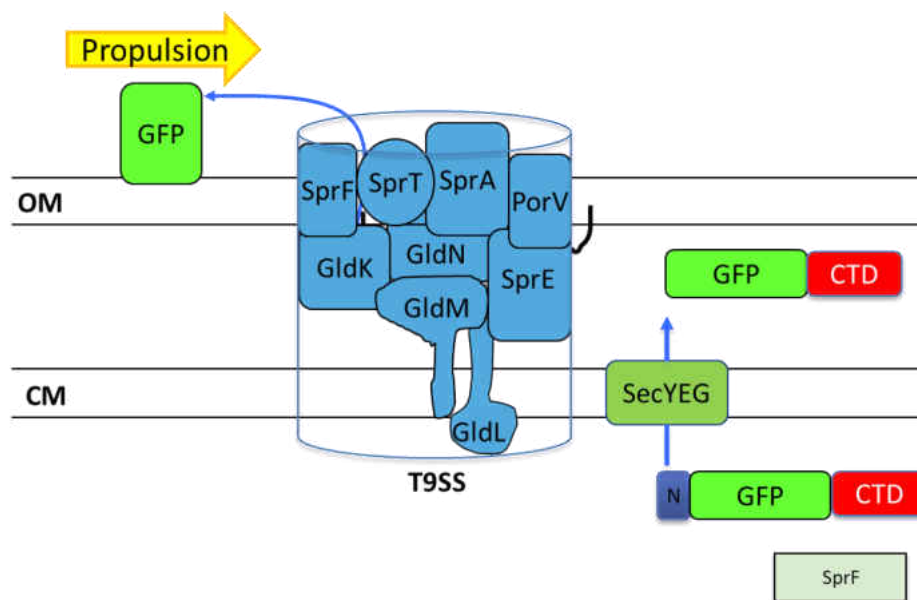 Propulsion
GFP
SprF
SprT
SprA
PorV
OM
GldK
GldN
SprE
GFP
CTD
GldM
CM
SecYEG
GldL
T9SS
N
GFP
CTD
SprF